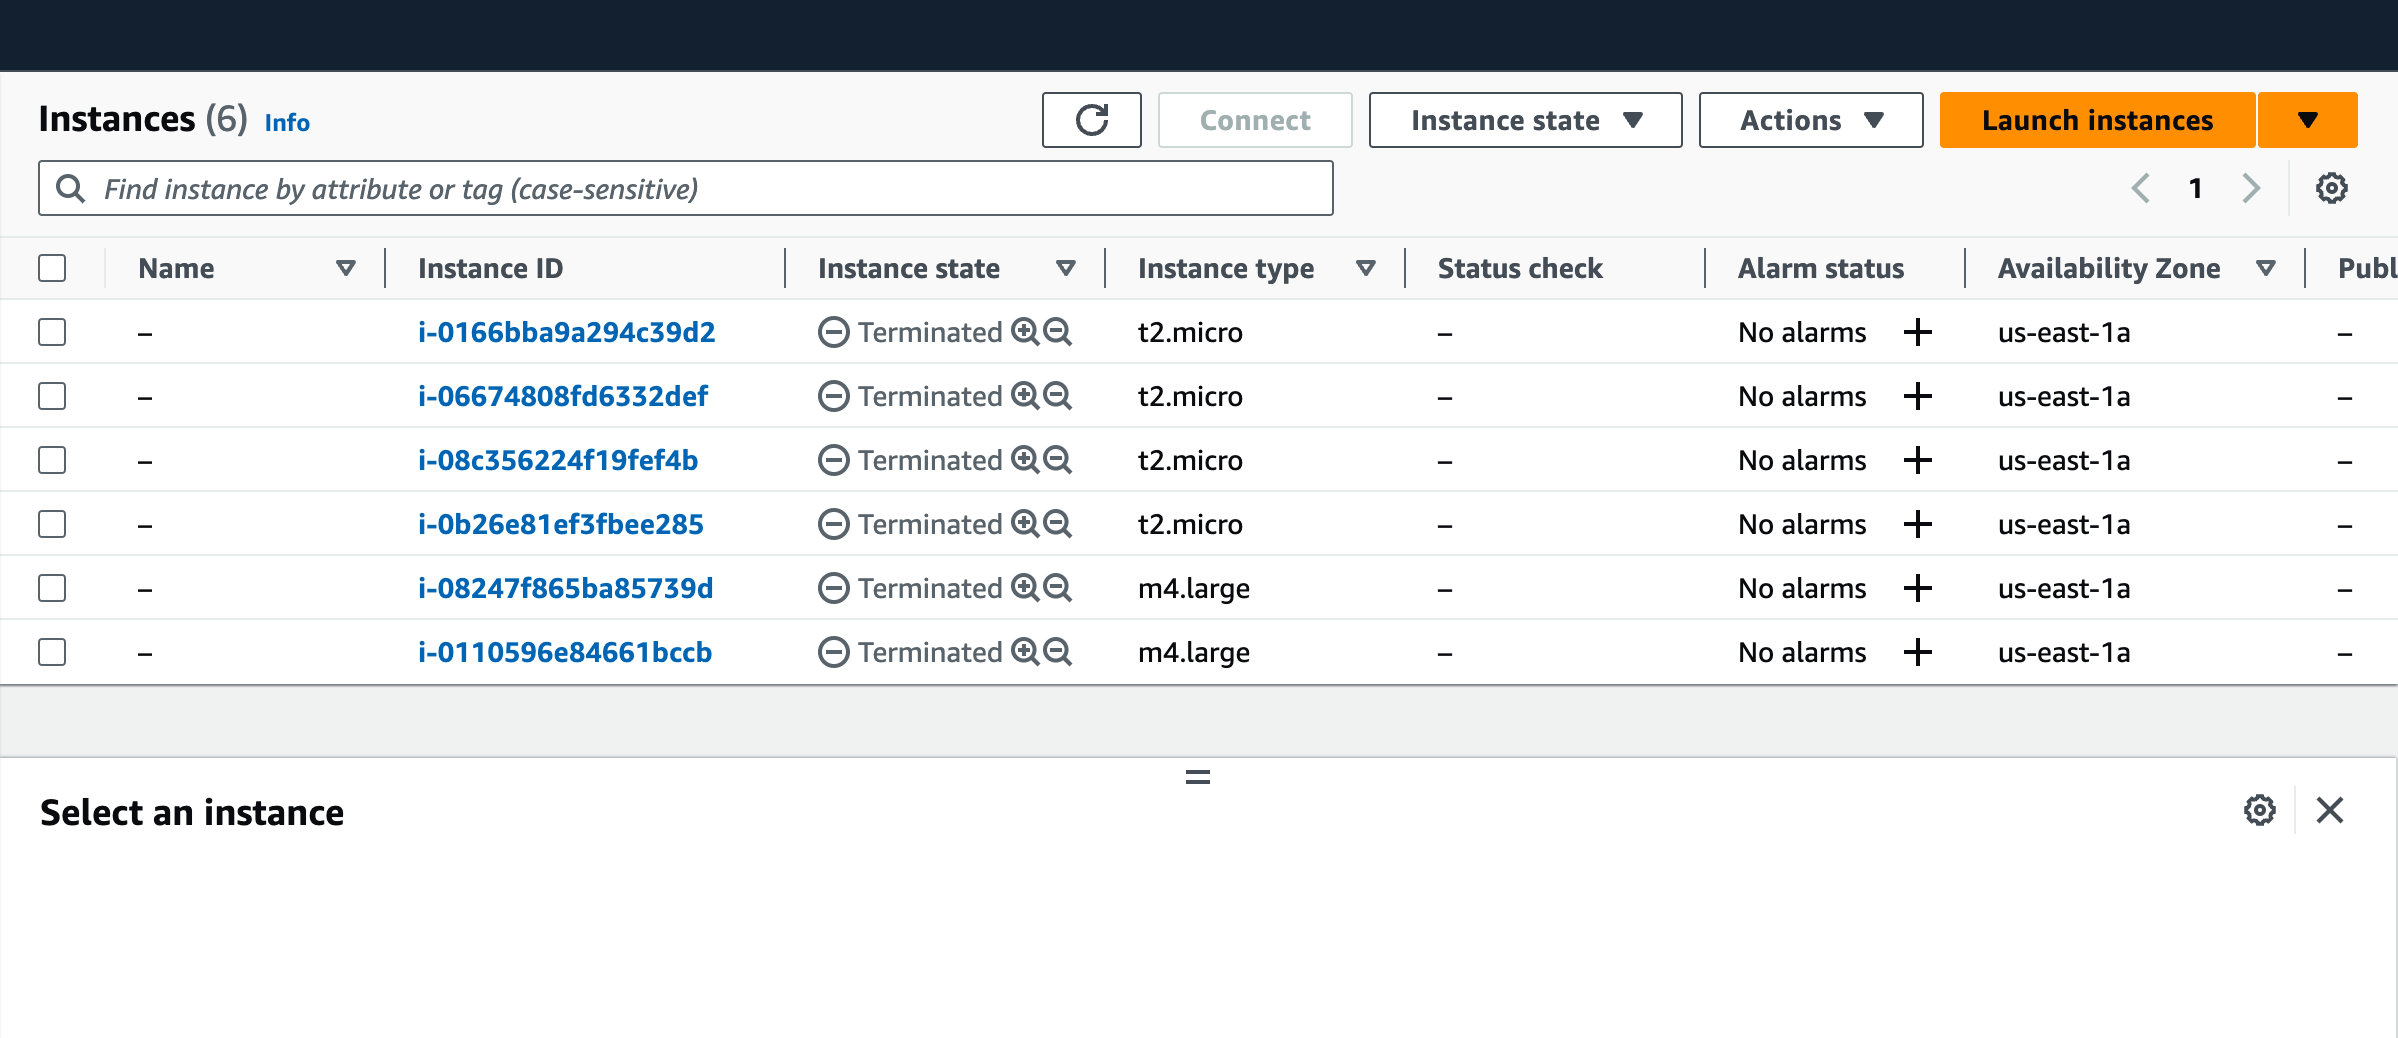 Instances (6) Info Connect Instance state Actions Launch instances
Find instance by attribute or tag (case-sensitive) 1
Name Instance ID Instance state Instance type Status check Alarm status Availability Zone Publ
– i-0166bba9a294c39d2 Terminated t2.micro – No alarms + us-east-1a –
– i-06674808fd6332def Terminated t2.micro – No alarms + us-east-1a –
– i-08c356224f19fef4b Terminated t2.micro – No alarms + us-east-1a –
– i-0b26e81ef3fbee285 Terminated t2.micro – No alarms + us-east-1a –
– i-08247f865ba85739d Terminated m4.large – No alarms + us-east-1a –
– i-0110596e84661bccb Terminated m4.large – No alarms + us-east-1a –
Select an instance